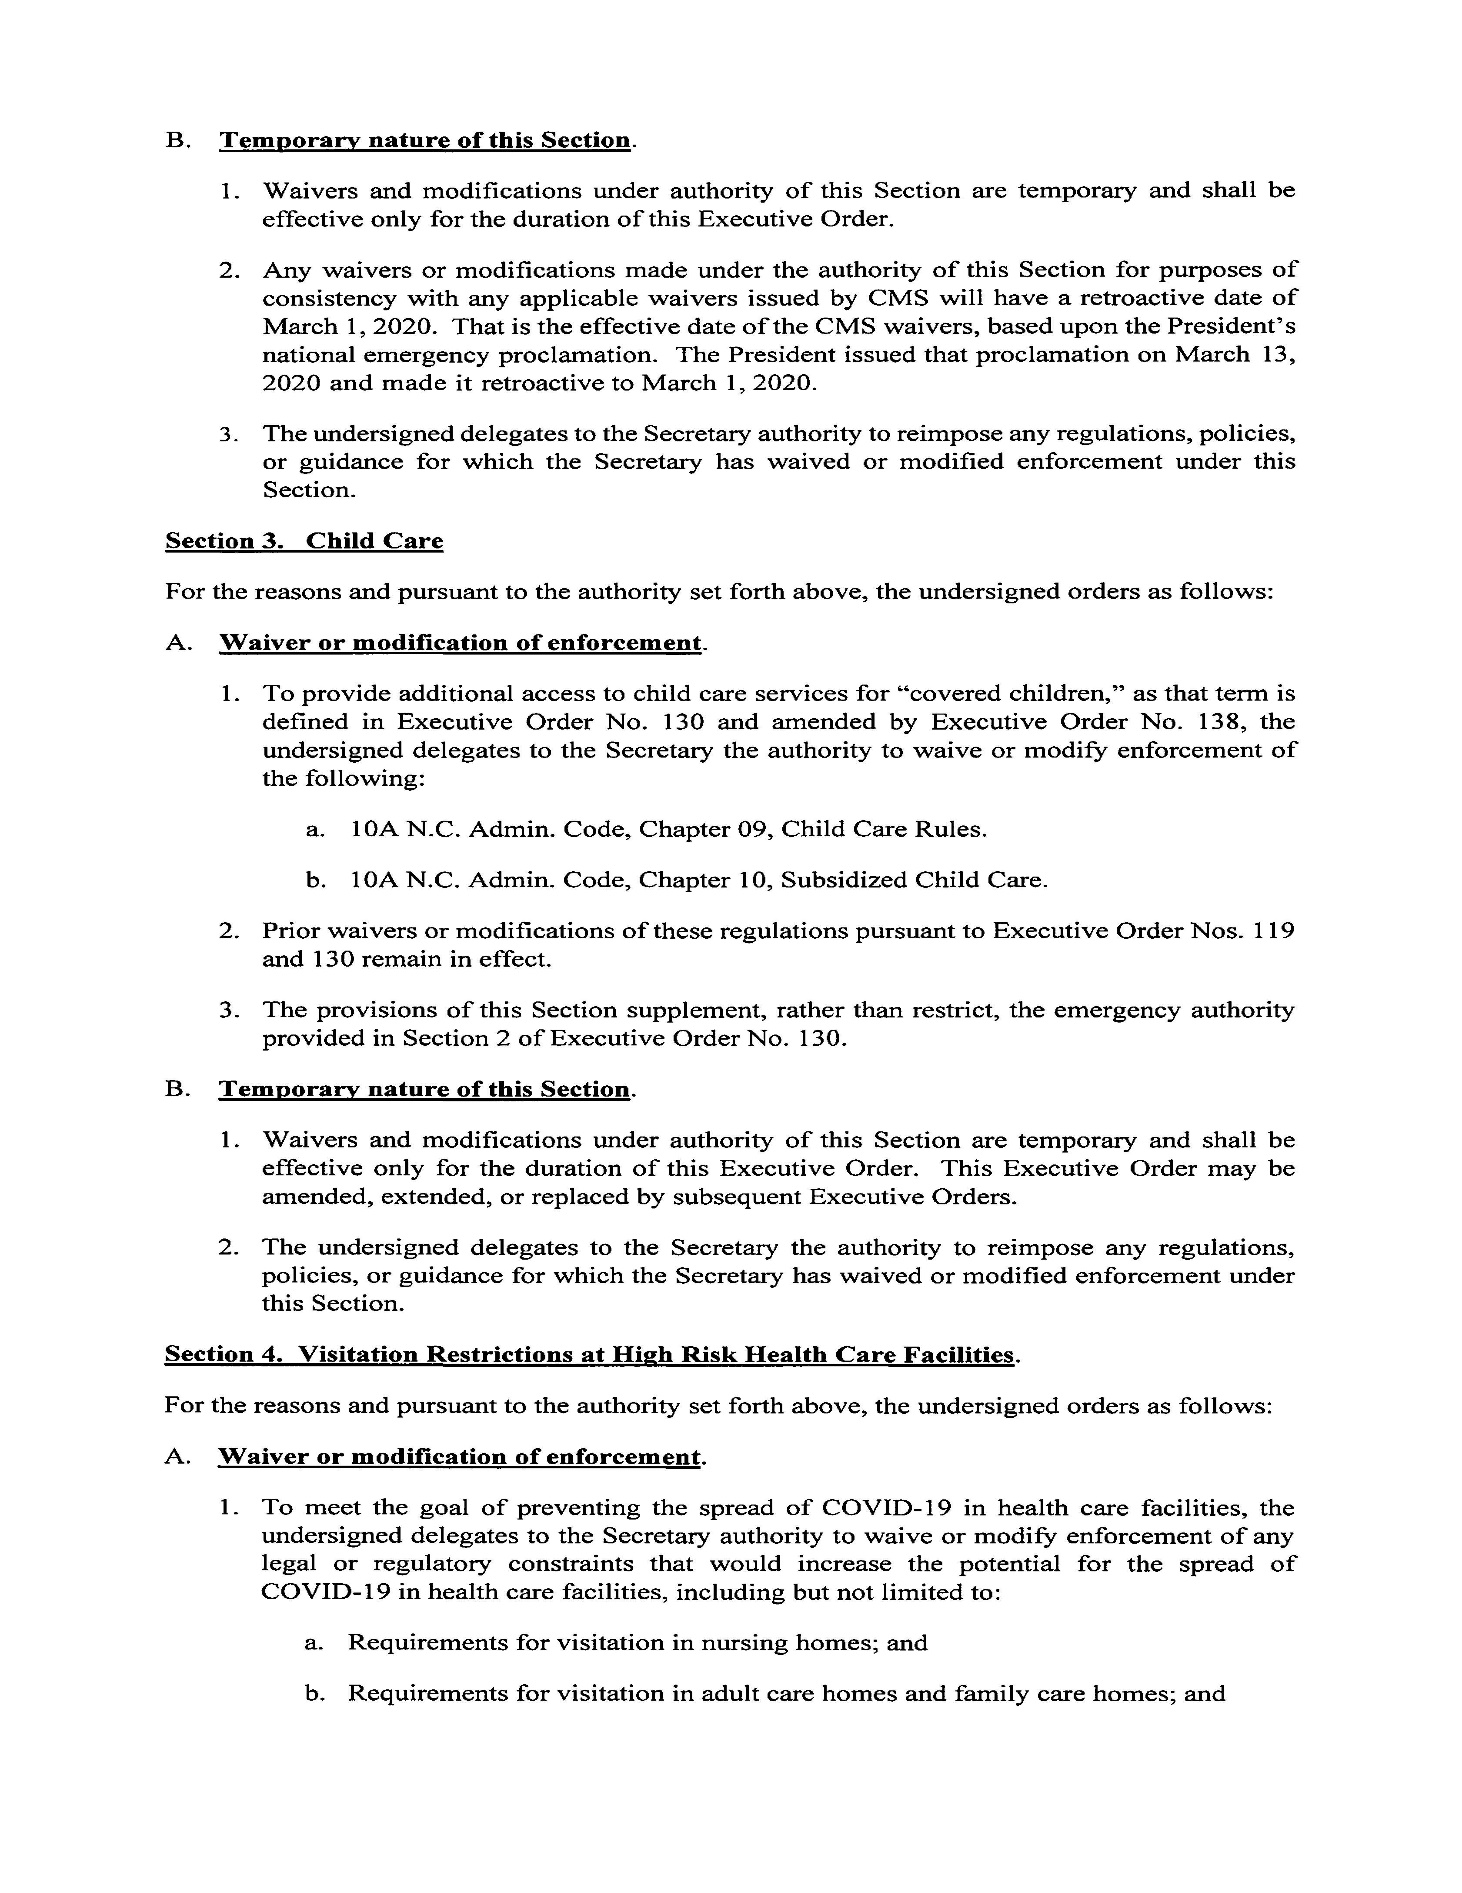 B. Temporary nature of this Section.
1. Waivers and modifications under authority of this Section are temporary and shall be
effective only for the duration of this Executive Order.
2. Any waivers or modifications made under the authority of this Section for purposes of
consistency with any applicable waivers issued by CMS will have a retroactive date of
March 1, 2020. That is the effective date of the CMS waivers, based upon the President's
national emergency proclamation. The President issued that proclamation on March 13,
2020 and made it retroactive to March 1, 2020.
3. The undersigned delegates to the Secretary authority to reimpose any regulations, policies,
or guidance for which the Secretary has waived or modified enforcement under this
Section.
Section 3. Child Care
For the reasons and pursuant to the authority set forth above, the undersigned orders as follows:
A. Waiver or modification of enforcement.
1. To provide additional access to child care services for “covered children,” as that term is
defined in Executive Order No. 130 and amended by Executive Order No. 138, the
undersigned delegates to the Secretary the authority to waive or modify enforcement of
the following:
a. 10A N.C. Admin. Code, Chapter 09, Child Care Rules.
b. 10A N.C. Admin. Code, Chapter 10, Subsidized Child Care.
2. Prior waivers or modifications of these regulations pursuant to Executive Order Nos. 119
and 130 remain in effect.
3. The provisions of this Section supplement, rather than restrict, the emergency authority
provided in Section 2 of Executive Order No. 130.
B. Temporary nature of this Section.
1. Waivers and modifications under authority of this Section are temporary and shall be
effective only for the duration of this Executive Order. This Executive Order may be
amended, extended, or replaced by subsequent Executive Orders.
2. The undersigned delegates to the Secretary the authority to reimpose any regulations,
policies, or guidance for which the Secretary has waived or modified enforcement under
this Section.
Section 4. Visitation Restrictions at High Risk Health Care Facilities.
For the reasons and pursuant to the authority set forth above, the undersigned orders as follows:
A. Waiver or modification of enforcement.
1. To meet the goal of preventing the spread of COVID-19 in health care facilities, the
undersigned delegates to the Secretary authority to waive or modify enforcement of any
legal or regulatory constraints that would increase the potential for the spread of
COVID-19 in health care facilities, including but not limited to:
a. Requirements for visitation in nursing homes; and
b. Requirements for visitation in adult care homes and family care homes; and